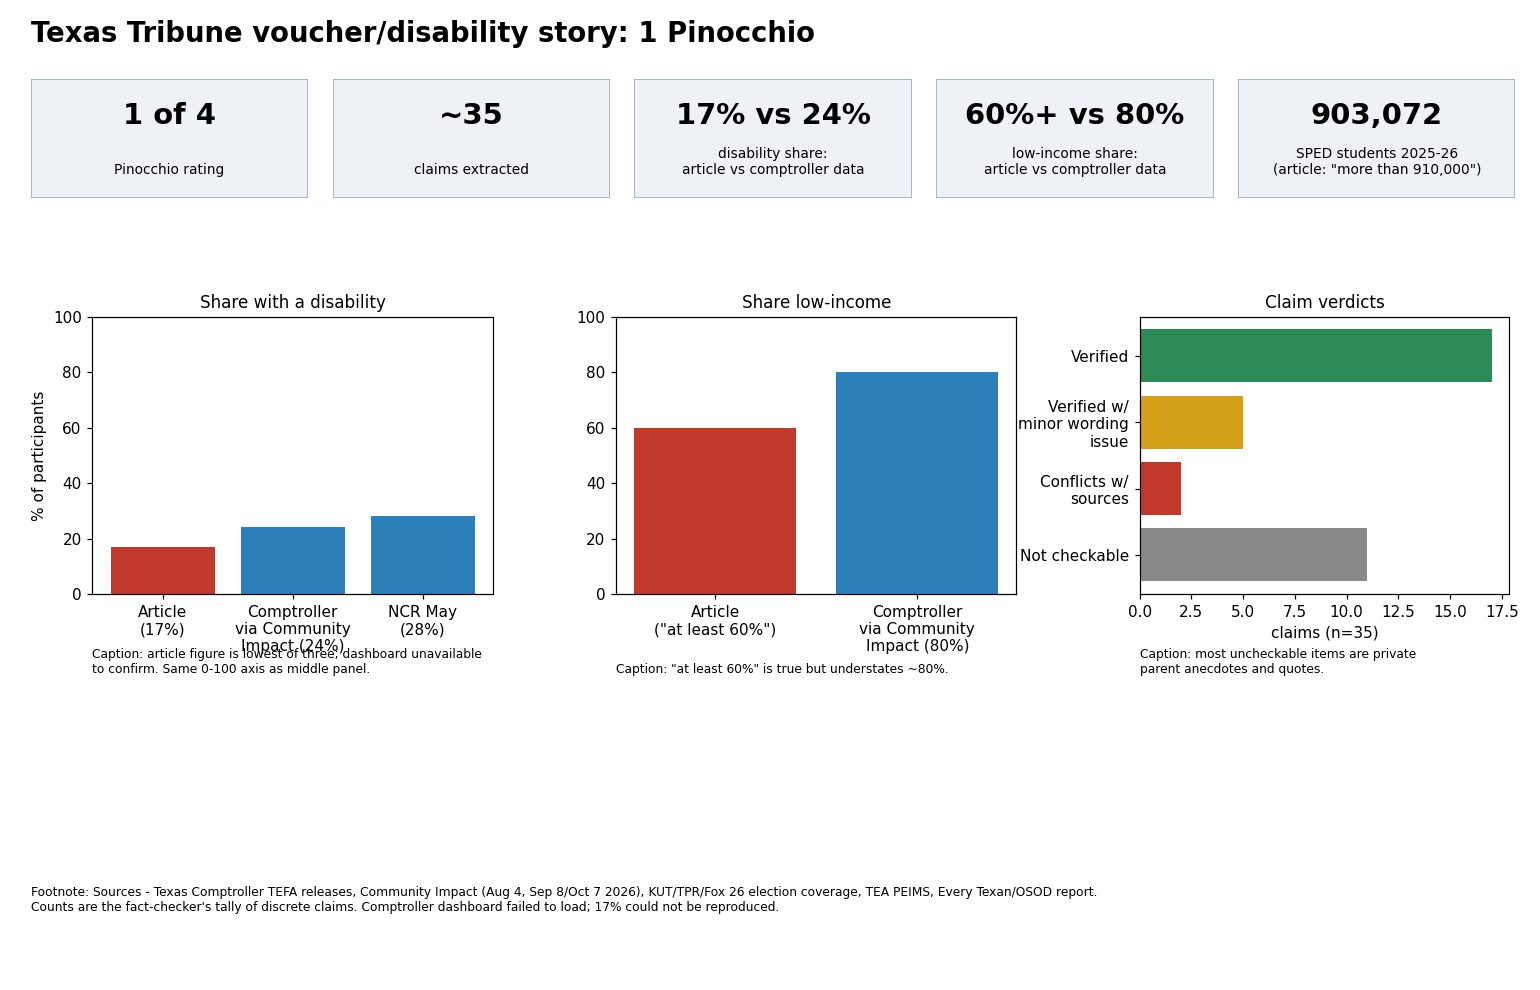 Texas Tribune voucher/disability story: 1 Pinocchio
1 of 4
Pinocchio rating
~35
claims extracted
17% vs 24%
disability share:
article vs comptroller data
60%+ vs 80%
low-income share:
article vs comptroller data
903,072
SPED students 2025-26
(article: "more than 910,000")
Share with a disability
100
80
60
40
20
0
% of participants
Article
(17%)
Comptroller
via Community
Impact (24%)
NCR May
(28%)
Caption: article figure is lowest of three; dashboard unavailable
to confirm. Same 0-100 axis as middle panel.
Share low-income
100
80
60
40
20
0
Article
("at least 60%")
Comptroller
via Community
Impact (80%)
Caption: "at least 60%" is true but understates ~80%.
Claim verdicts
Verified
Verified w/
minor wording
issue
Conflicts w/
sources
Not checkable
0.0 2.5 5.0 7.5 10.0 12.5 15.0 17.5
claims (n=35)
Caption: most uncheckable items are private
parent anecdotes and quotes.
Footnote: Sources - Texas Comptroller TEFA releases, Community Impact (Aug 4, Sep 8/Oct 7 2026), KUT/TPR/Fox 26 election coverage, TEA PEIMS, Every Texan/OSOD report.
Counts are the fact-checker's tally of discrete claims. Comptroller dashboard failed to load; 17% could not be reproduced.